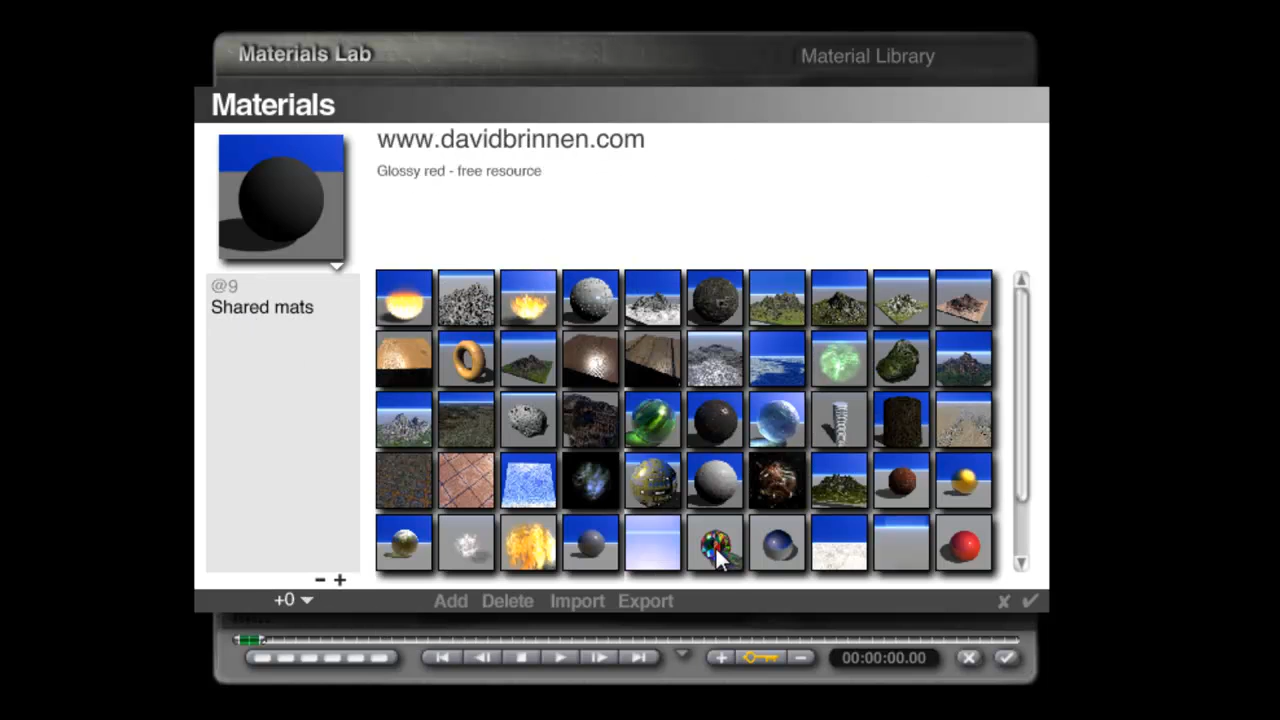 Materials Lab
Material Library
Materials
www.davidbrinnen.com
Glossy red - free resource
@9
Shared mats
+0
Add Delete Import Export
00:00:00.00